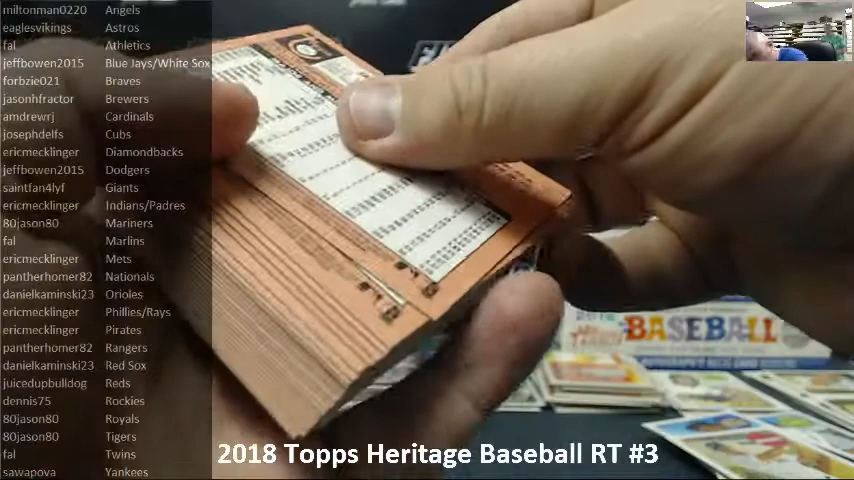 miltonman0220 Angels
eaglesvikings Astros
fal Athletics
jeffbowen2015 Blue Jays/White Sox
forbzie021 Braves
jasonhfractor Brewers
amdrewrj Cardinals
josephdelfs Cubs
ericmecklinger Diamondbacks
jeffbowen2015 Dodgers
saintfan4lyf Giants
ericmecklinger Indians/Padres
80jason80 Mariners
fal Marlins
ericmecklinger Mets
pantherhomer82 Nationals
danielkaminski23 Orioles
ericmecklinger Phillies/Rays
ericmecklinger Pirates
pantherhomer82 Rangers
danielkaminski23 Red Sox
juicedupbulldog Reds
dennis75 Rockies
80jason80 Royals
80jason80 Tigers
fal Twins
sawapova Yankees
BASEBALL
2018 Topps Heritage Baseball RT #3